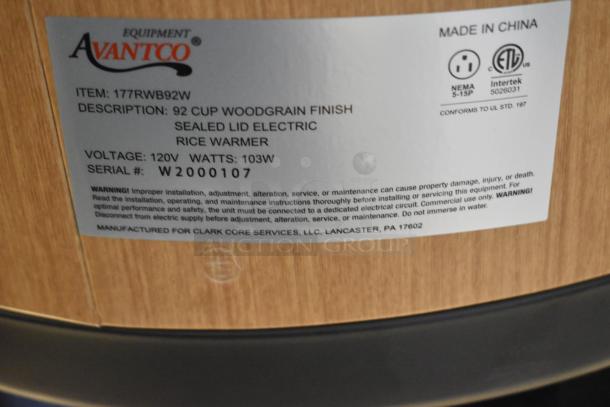 EQUIPMENT
AVANTCO®
MADE IN CHINA
NEMA
5-15P
C ETL US
Intertek
5026031
CONFORMS TO UL STD. 197
ITEM: 177RWB92W
DESCRIPTION: 92 CUP WOODGRAIN FINISH
SEALED LID ELECTRIC
RICE WARMER
VOLTAGE: 120V WATTS: 103W
SERIAL #: W2000107
WARNING! Improper installation, adjustment, alteration, service, or maintenance can cause property damage, injury, or death.
Read the installation, operating, and maintenance instructions thoroughly before installing or servicing this equipment. For
optimal performance and safety, the unit must be connected to a dedicated electrical circuit. Commercial use only. WARNING!
Disconnect from electric supply before adjustment, alteration, service, or maintenance. Do not immerse in water.
MANUFACTURED FOR CLARK CORE SERVICES, LLC, LANCASTER, PA 17602
AUCTION GROUP